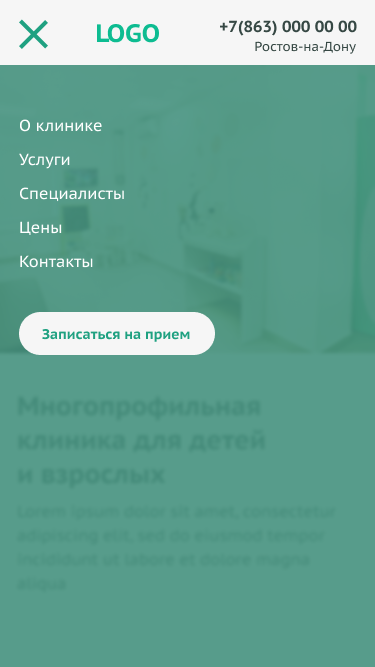 LOGO
+7(863) 000 00 00
Ростов-на-Дону
О клинике
Услуги
Специалисты
Цены
Контакты
Записаться на прием
Многопрофильная
клиника для детей
и взрослых
Lorem ipsum dolor sit amet, consectetur
adipiscing elit, sed do eiusmod tempor
incididunt ut labore et dolore magna
aliqua